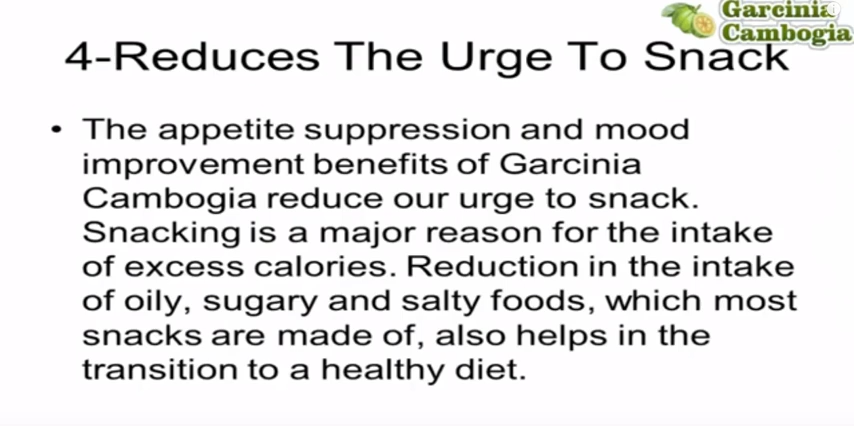 Garcinia
Cambogia
4-Reduces The Urge To Snack
• The appetite suppression and mood
improvement benefits of Garcinia
Cambogia reduce our urge to snack.
Snacking is a major reason for the intake
of excess calories. Reduction in the intake
of oily, sugary and salty foods, which most
snacks are made of, also helps in the
transition to a healthy diet.